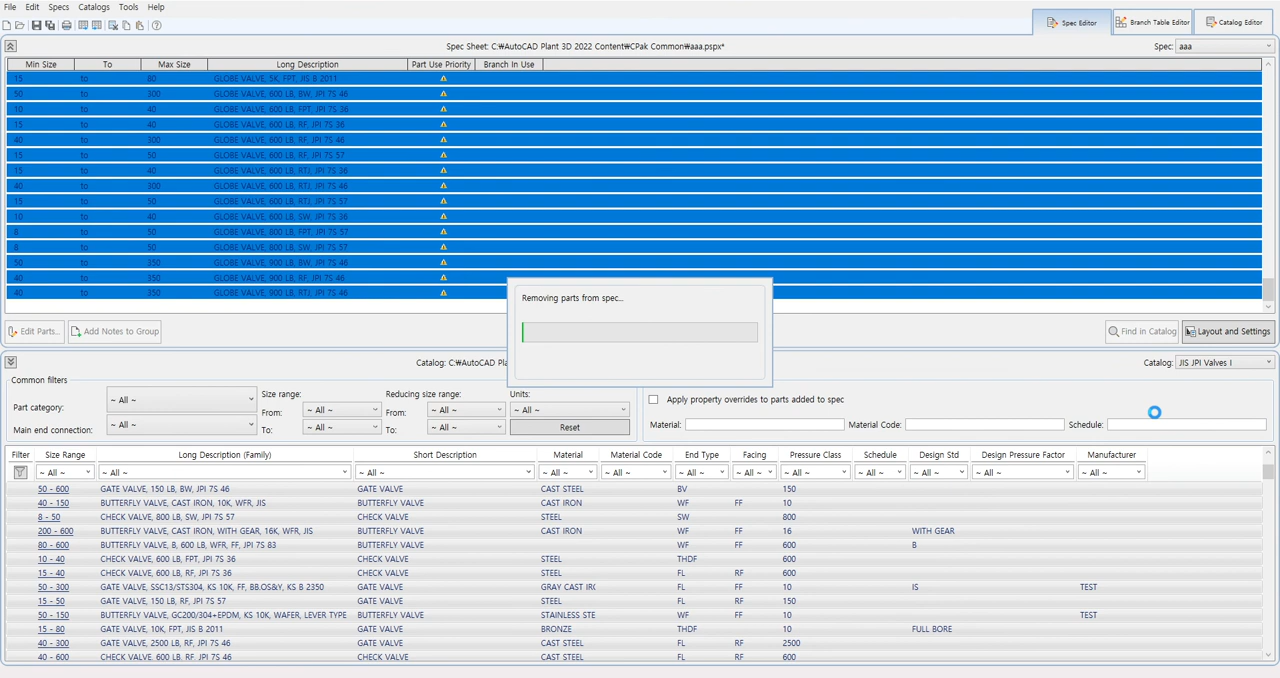 File Edit Specs Catalogs Tools Help
Spec Editor Branch Table Editor Catalog Editor
Spec Sheet: C:₩AutoCAD Plant 3D 2022 Content₩CPak Common₩aaa.pspx* Spec: aaa
Min Size To Max Size Long Description Part Use Priority Branch In Use
15 to 80 GLOBE VALVE, 5K, FPT, JIS B 2011
50 to 300 GLOBE VALVE, 600 LB, BW, JPI 7S 46
10 to 40 GLOBE VALVE, 600 LB, FPT, JPI 7S 36
15 to 40 GLOBE VALVE, 600 LB, RF, JPI 7S 36
40 to 300 GLOBE VALVE, 600 LB, RF, JPI 7S 46
15 to 50 GLOBE VALVE, 600 LB, RF, JPI 7S 57
15 to 40 GLOBE VALVE, 600 LB, RTJ, JPI 7S 36
40 to 300 GLOBE VALVE, 600 LB, RTJ, JPI 7S 46
15 to 50 GLOBE VALVE, 600 LB, RTJ, JPI 7S 57
10 to 40 GLOBE VALVE, 600 LB, SW, JPI 7S 36
8 to 50 GLOBE VALVE, 800 LB, FPT, JPI 7S 57
8 to 50 GLOBE VALVE, 800 LB, SW, JPI 7S 57
50 to 350 GLOBE VALVE, 900 LB, BW, JPI 7S 46
40 to 350 GLOBE VALVE, 900 LB, RF, JPI 7S 46
40 to 350 GLOBE VALVE, 900 LB, RTJ, JPI 7S 46
Removing parts from spec...
Edit Parts... Add Notes to Group Find in Catalog Layout and Settings
Catalog: C:₩AutoCAD Catalog: JIS JPI Valves I
Common filters
Part category: ~ All ~
Main end connection: ~ All ~
Size range:
From: ~ All ~
To: ~ All ~
Reducing size range:
From: ~ All ~
To: ~ All ~
Units:
~ All ~
Reset
Apply property overrides to parts added to spec
Material: Material Code: Schedule:
Filter Size Range Long Description (Family) Short Description Material Material Code End Type Facing Pressure Class Schedule Design Std Design Pressure Factor Manufacturer
~ All ~ ~ All ~ ~ All ~ ~ All ~ ~ All ~ ~ All ~ ~ All ~ ~ All ~ ~ All ~ ~ All ~ ~ All ~ ~ All ~
50 - 600 GATE VALVE, 150 LB, BW, JPI 7S 46 GATE VALVE CAST STEEL BV 150
40 - 150 BUTTERFLY VALVE, CAST IRON, 10K, WFR, JIS BUTTERFLY VALVE CAST IRON WF FF 10
8 - 50 CHECK VALVE, 800 LB, SW, JPI 7S 57 CHECK VALVE STEEL SW 800
200 - 600 BUTTERFLY VALVE, CAST IRON, WITH GEAR, 16K, WFR, JIS BUTTERFLY VALVE CAST IRON WF FF 16 WITH GEAR
80 - 600 BUTTERFLY VALVE, B, 600 LB, WFR, FF, JPI 7S 83 BUTTERFLY VALVE WF FF 600 B
10 - 40 CHECK VALVE, 600 LB, FPT, JPI 7S 36 CHECK VALVE STEEL THDF 600
15 - 40 CHECK VALVE, 600 LB, RF, JPI 7S 36 CHECK VALVE STEEL FL RF 600
50 - 300 GATE VALVE, SSC13/STS304, KS 10K, FF, BB.OS&Y, KS B 2350 GATE VALVE GRAY CAST IR( FL FF 10 IS TEST
15 - 50 GATE VALVE, 150 LB, RF, JPI 7S 57 GATE VALVE STEEL FL RF 150
50 - 150 BUTTERFLY VALVE, GC200/304+EPDM, KS 10K, WAFER, LEVER TYPE BUTTERFLY VALVE STAINLESS STE WF FF 10 TEST
15 - 80 GATE VALVE, 10K, FPT, JIS B 2011 GATE VALVE BRONZE THDF 10 FULL BORE
40 - 300 GATE VALVE, 2500 LB, RF, JPI 7S 46 GATE VALVE CAST STEEL FL RF 2500
40 - 600 CHECK VALVE, 600 LB, RF, JPI 7S 46 CHECK VALVE CAST STEEL FL RF 600